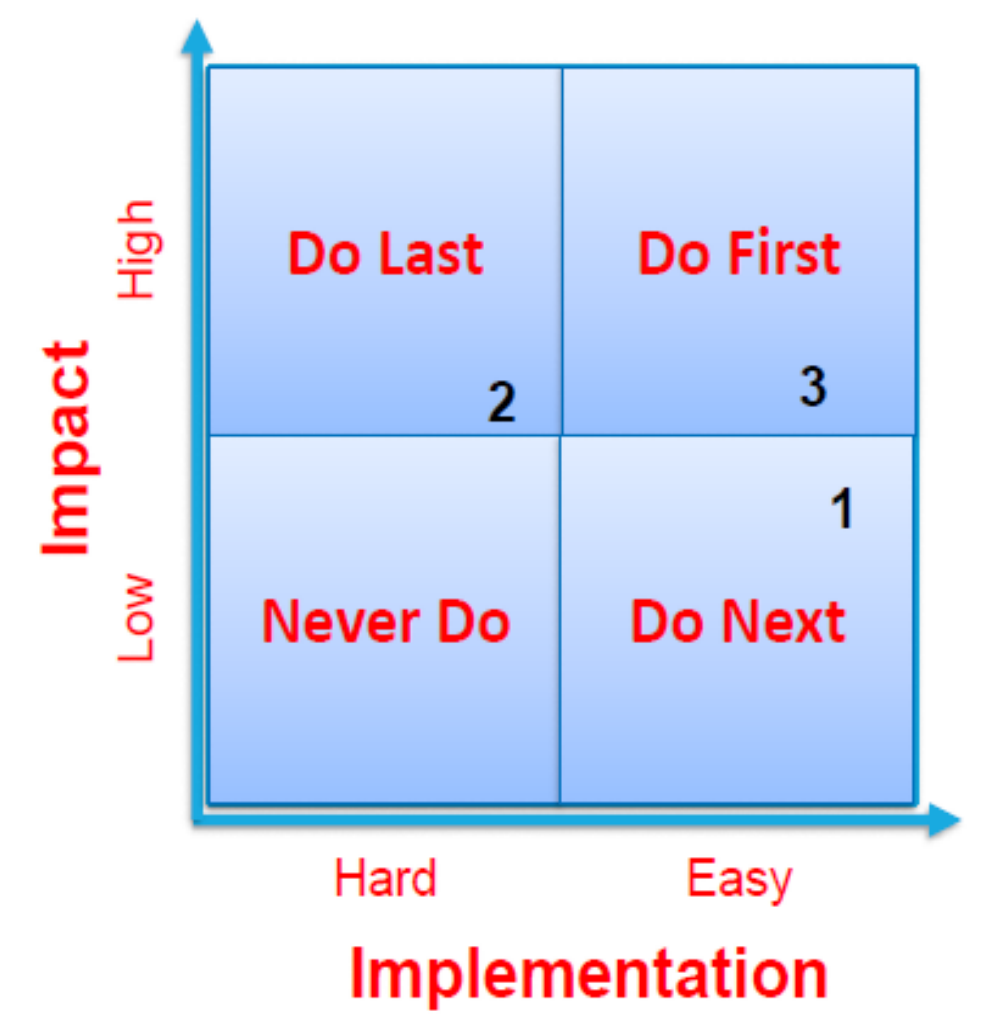 High
Do Last
Do First
2
3
Impact
1
Low
Never Do
Do Next
Hard
Easy
Implementation